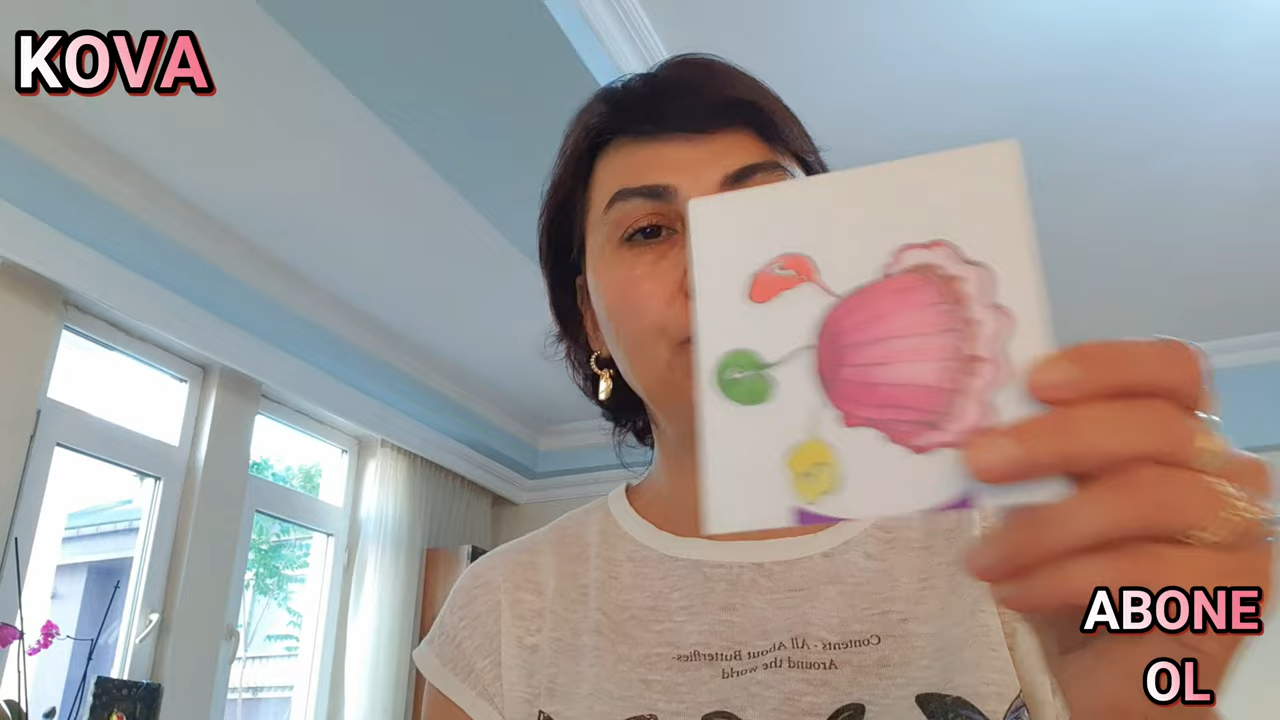 KOVA
Contents - All About Butterflies-
Around the world
ABONE
OL